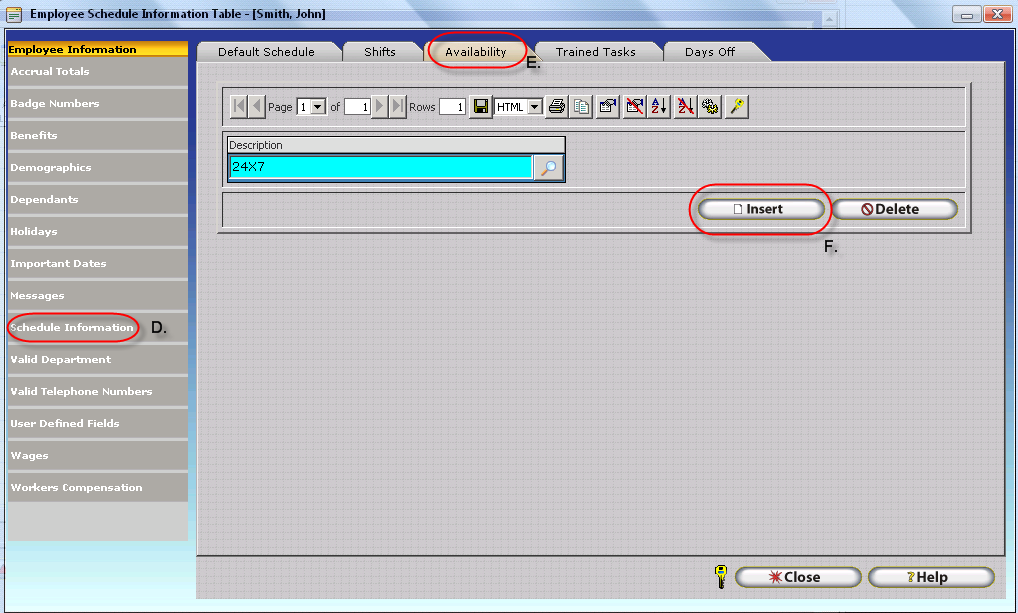 Employee Schedule Information Table - [Smith, John]
Employee Information
Accrual Totals
Badge Numbers
Benefits
Demographics
Dependants
Holidays
Important Dates
Messages
Schedule Information D.
Valid Department
Valid Telephone Numbers
User Defined Fields
Wages
Workers Compensation
Default Schedule Shifts Availability E. Trained Tasks Days Off
Page 1 of 1 Rows 1 HTML
Description
24X7
Insert Delete
F.
Close ?Help